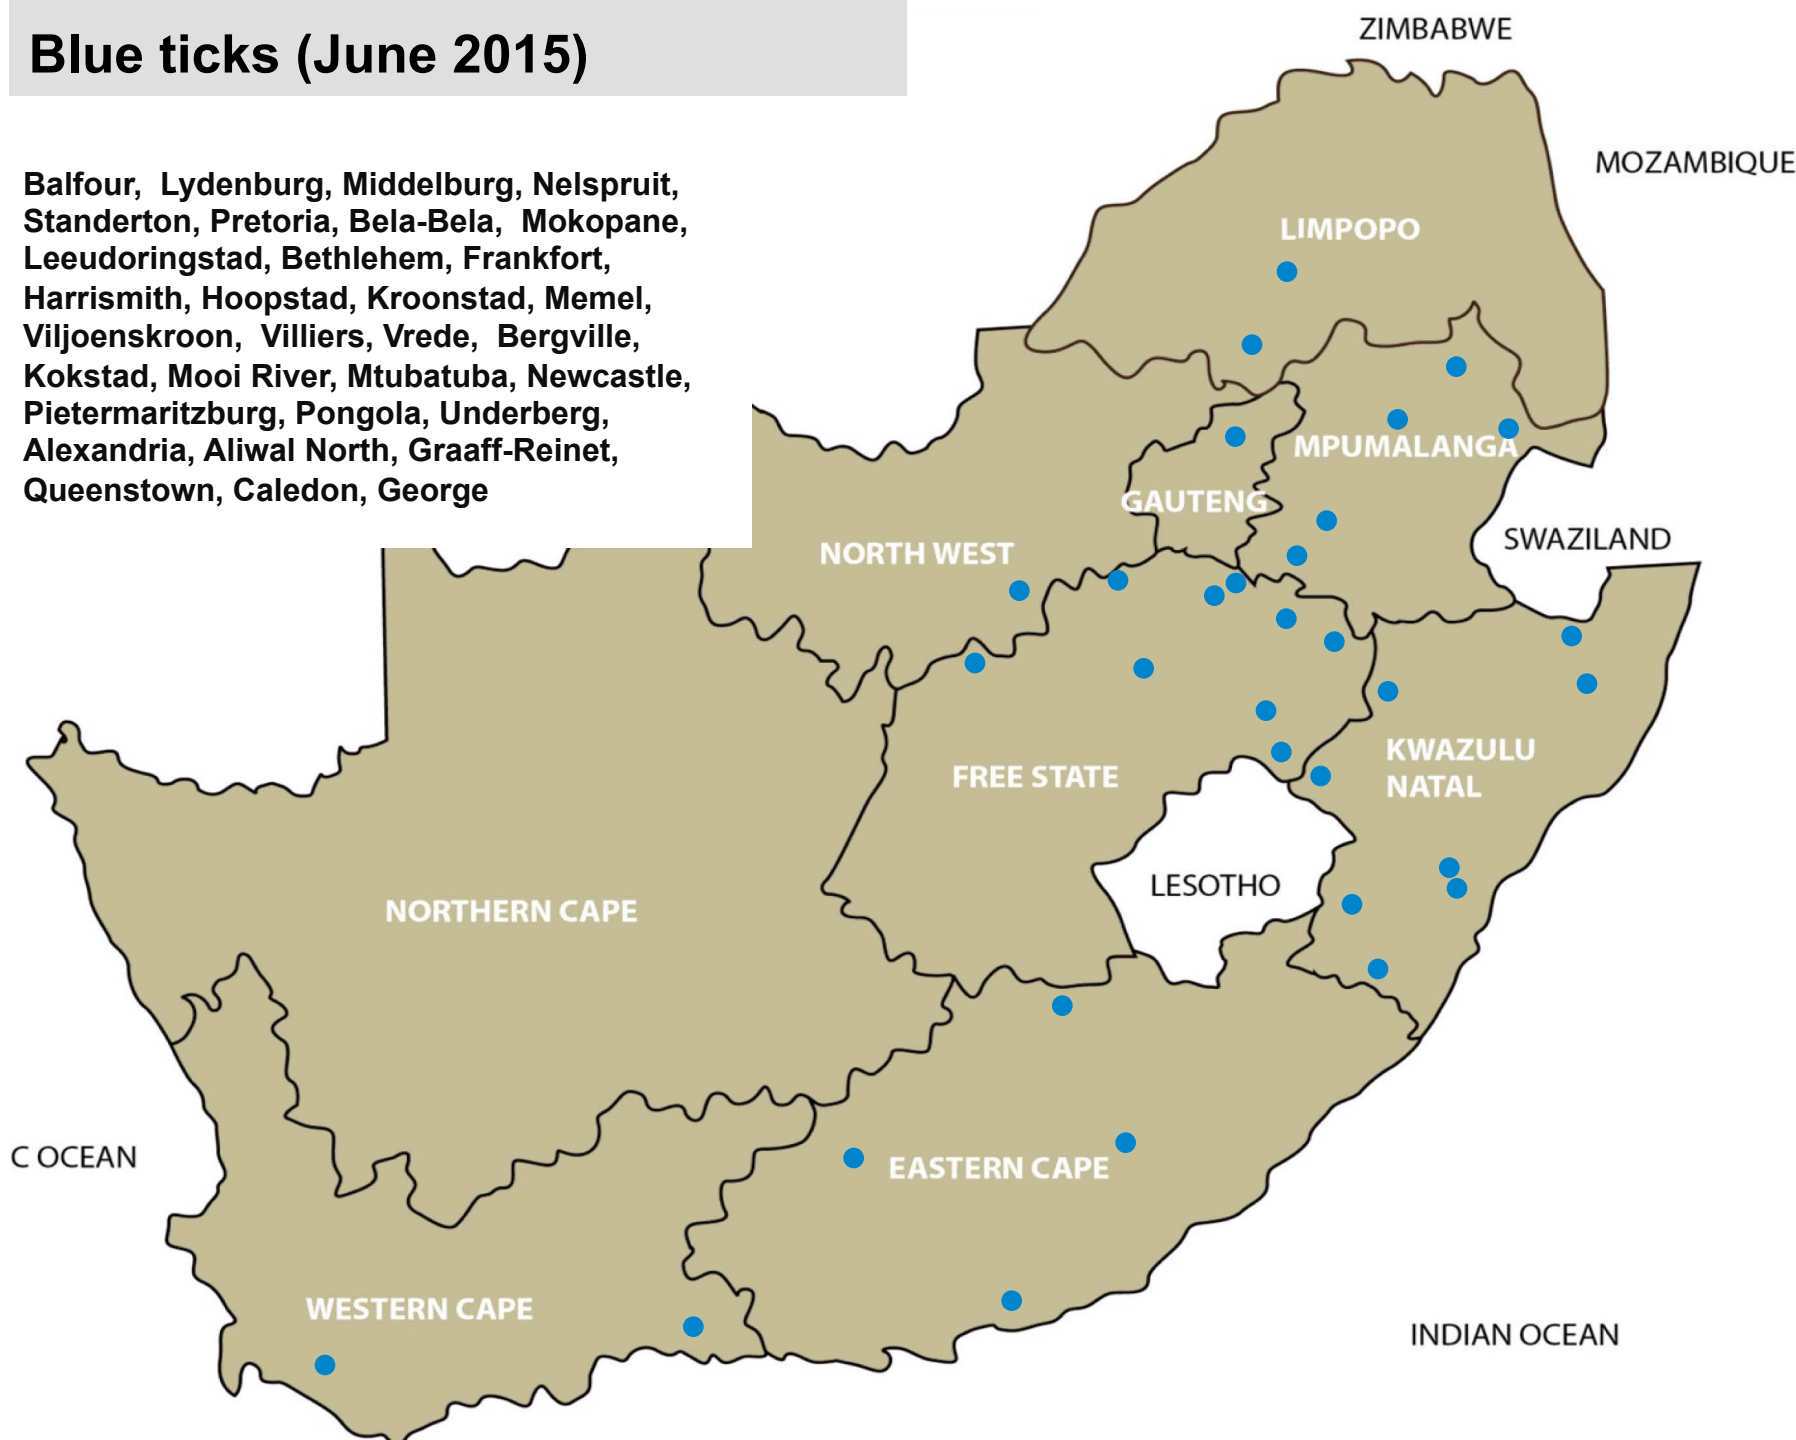 Blue ticks (June 2015)
Balfour, Lydenburg, Middelburg, Nelspruit,
Standerton, Pretoria, Bela-Bela, Mokopane,
Leeudoringstad, Bethlehem, Frankfort,
Harrismith, Hoopstad, Kroonstad, Memel,
Viljoenskroon, Villiers, Vrede, Bergville,
Kokstad, Mooi River, Mtubatuba, Newcastle,
Pietermaritzburg, Pongola, Underberg,
Alexandria, Aliwal North, Graaff-Reinet,
Queenstown, Caledon, George
ZIMBABWE
MOZAMBIQUE
LIMPOPO
MPUMALANGA
GAUTENG
SWAZILAND
NORTH WEST
KWAZULU
NATAL
FREE STATE
LESOTHO
NORTHERN CAPE
C OCEAN
EASTERN CAPE
WESTERN CAPE
INDIAN OCEAN